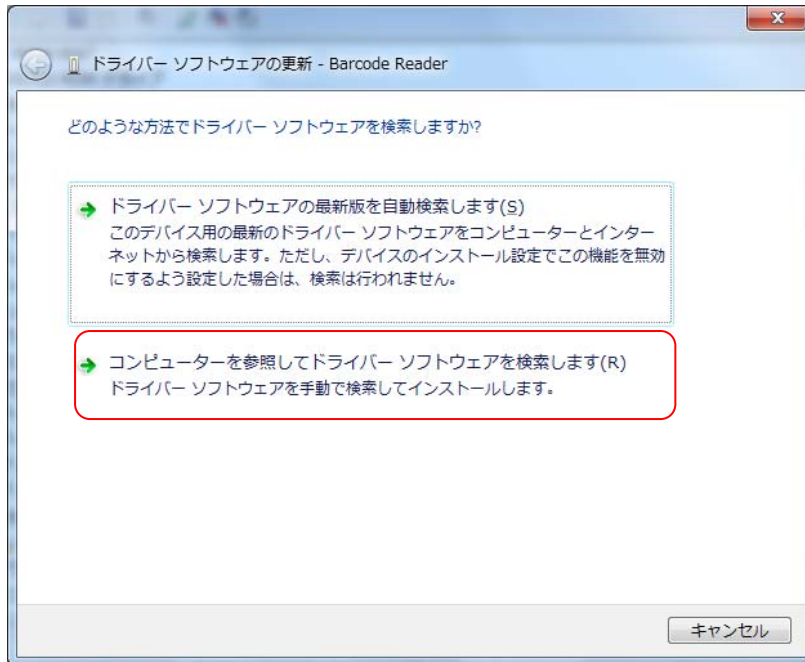 ドライバー ソフトウェアの更新 - Barcode Reader
どのような方法でドライバー ソフトウェアを検索しますか?
ドライバー ソフトウェアの最新版を自動検索します(S)
このデバイス用の最新のドライバー ソフトウェアをコンピューターとインター
ネットから検索します。ただし、デバイスのインストール設定でこの機能を無効
にするよう設定した場合は、検索は行われません。
コンピューターを参照してドライバー ソフトウェアを検索します(R)
ドライバー ソフトウェアを手動で検索してインストールします。
キャンセル